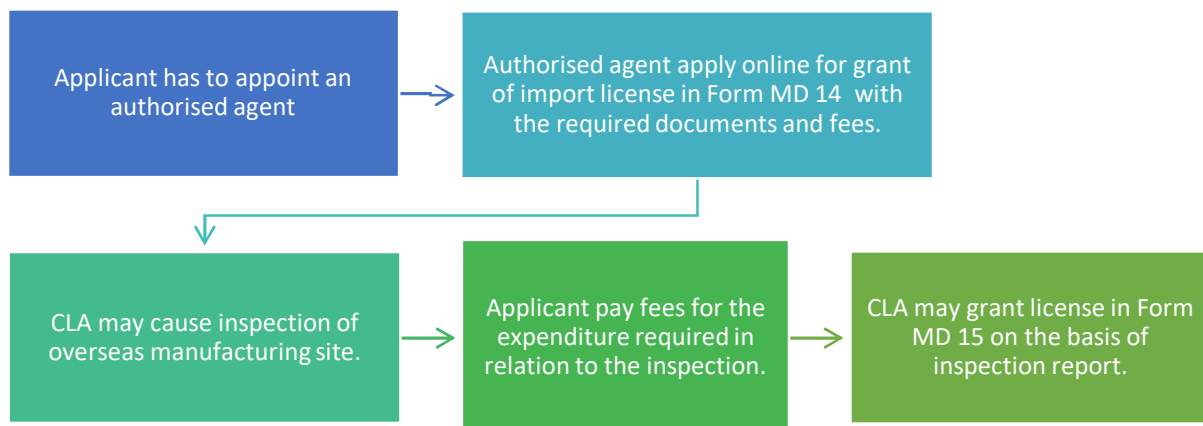 Applicant has to appoint an
authorised agent
Authorised agent apply online for grant
of import license in Form MD 14 with
the required documents and fees.
CLA may cause inspection of
overseas manufacturing site.
Applicant pay fees for the
expenditure required in
relation to the inspection.
CLA may grant license in Form
MD 15 on the basis of
inspection report.